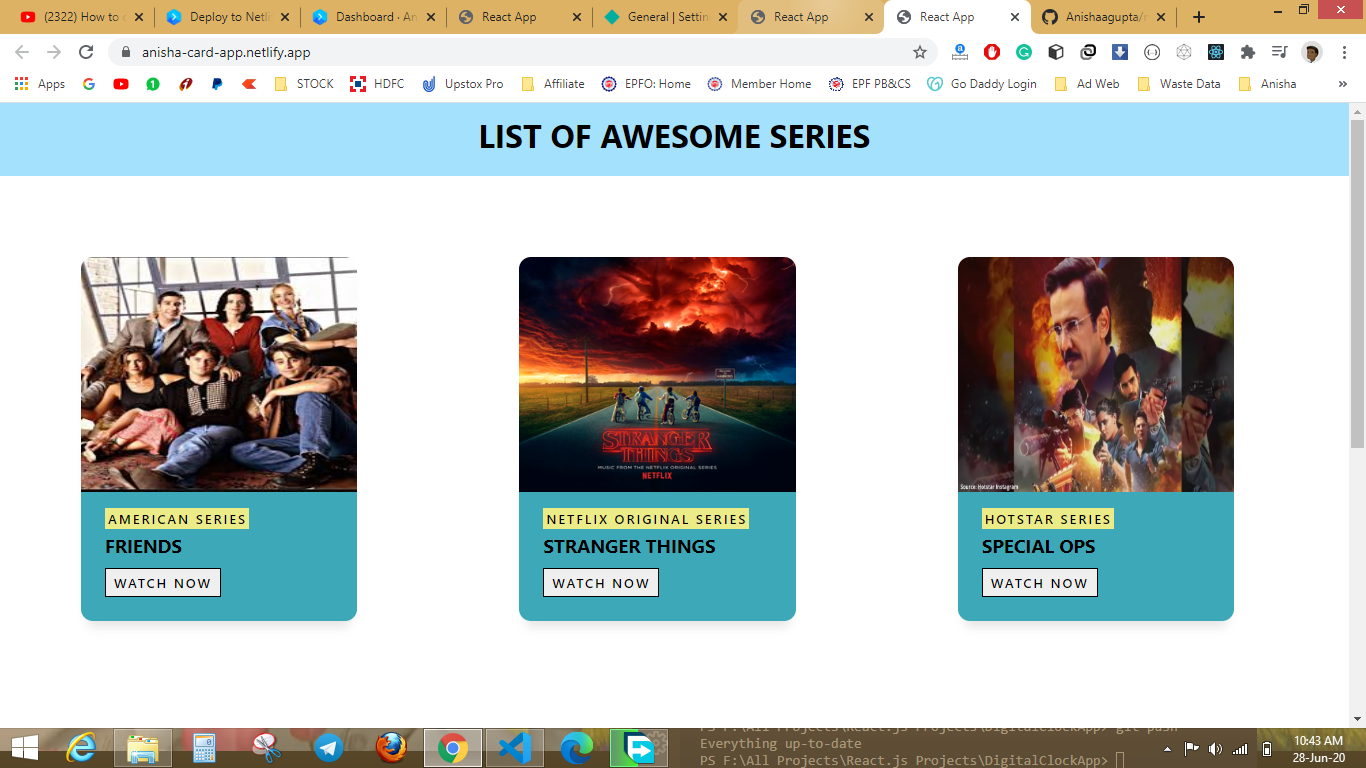 (2322) How to
Deploy to Netli
Dashboard · An
React App
General | Settin
React App
React App
Anishaagupta/r
anisha-card-app.netlify.app
Apps
STOCK
HDFC
Upstox Pro
Affiliate
EPFO: Home
Member Home
EPF PB&CS
Go Daddy Login
Ad Web
Waste Data
Anisha
»
LIST OF AWESOME SERIES
STRANGER
THINGS
MUSIC FROM THE NETFLIX ORIGINAL SERIES
NETFLIX
Source: Hotstar Instagram
AMERICAN SERIES
FRIENDS
WATCH NOW
NETFLIX ORIGINAL SERIES
STRANGER THINGS
WATCH NOW
HOTSTAR SERIES
SPECIAL OPS
WATCH NOW
PS F:\All Projects\React.js Projects\DigitalClockApp> git push
Everything up-to-date
PS F:\All Projects\React.js Projects\DigitalClockApp>
10:43 AM
28-Jun-20